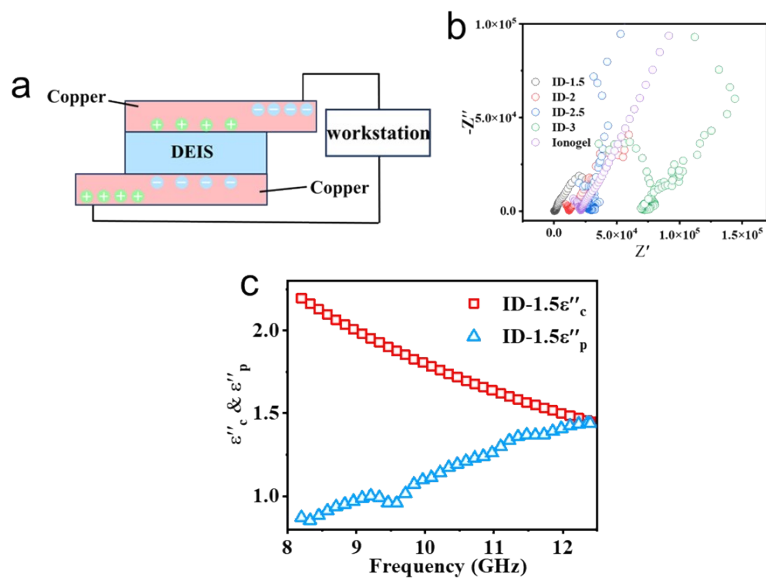 a
Copper
− − − −
+ + + +
DEIS
workstation
− − − −
+ + + +
Copper
b
1.0×10⁵
5.0×10⁴
0.0
-Z''
ID-1.5
ID-2
ID-2.5
ID-3
Ionogel
0.0 5.0×10⁴ 1.0×10⁵ 1.5×10⁵
Z'
c
ID-1.5ε''c
ID-1.5ε''p
2.0
1.5
1.0
ε''c & ε''p
8 9 10 11 12
Frequency (GHz)